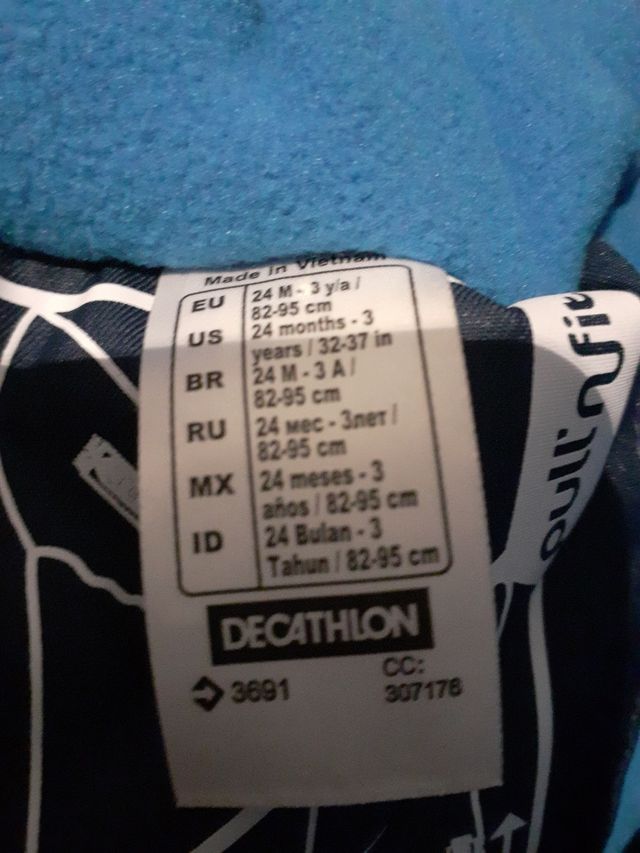 Made in Vietnam
EU 24 M - 3 y/a /
82-95 cm
US 24 months - 3
years / 32-37 in
BR 24 M - 3 A /
82-95 cm
RU 24 мес - 3лет /
82-95 cm
MX 24 meses - 3
años / 82-95 cm
ID 24 Bulan - 3
Tahun / 82-95 cm
DECATHLON
3691
CC:
307178
pull'n fit